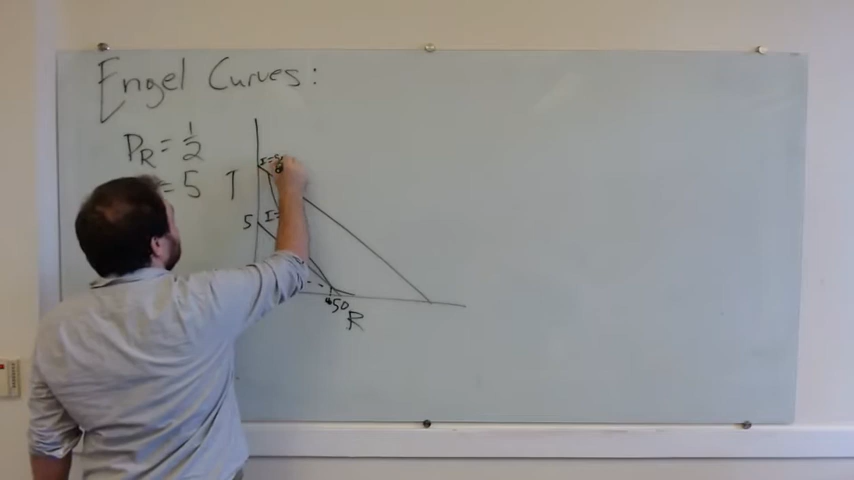 Engel Curves:
P_R = 1/2
= 5
T
5
I=
50
R